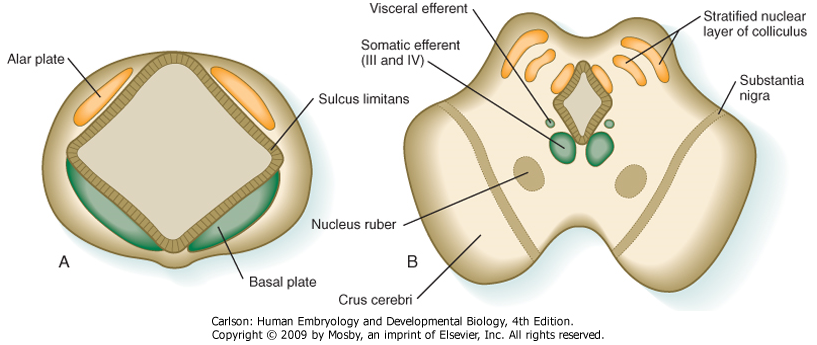 Alar plate
Sulcus limitans
Basal plate
A
Visceral efferent
Somatic efferent
(III and IV)
Stratified nuclear
layer of colliculus
Substantia
nigra
Nucleus ruber
B
Crus cerebri
Carlson: Human Embryology and Developmental Biology, 4th Edition.
Copyright © 2009 by Mosby, an imprint of Elsevier, Inc. All rights reserved.